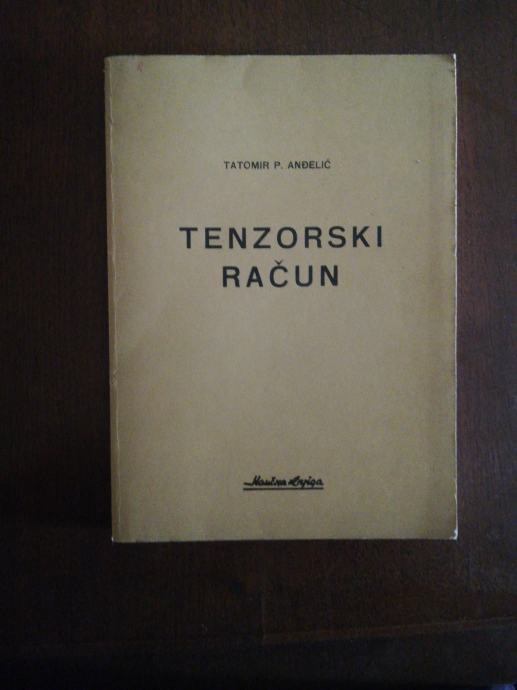 TATOMIR P. ANĐELIĆ
TENZORSKI
RAČUN
Naučna knjiga